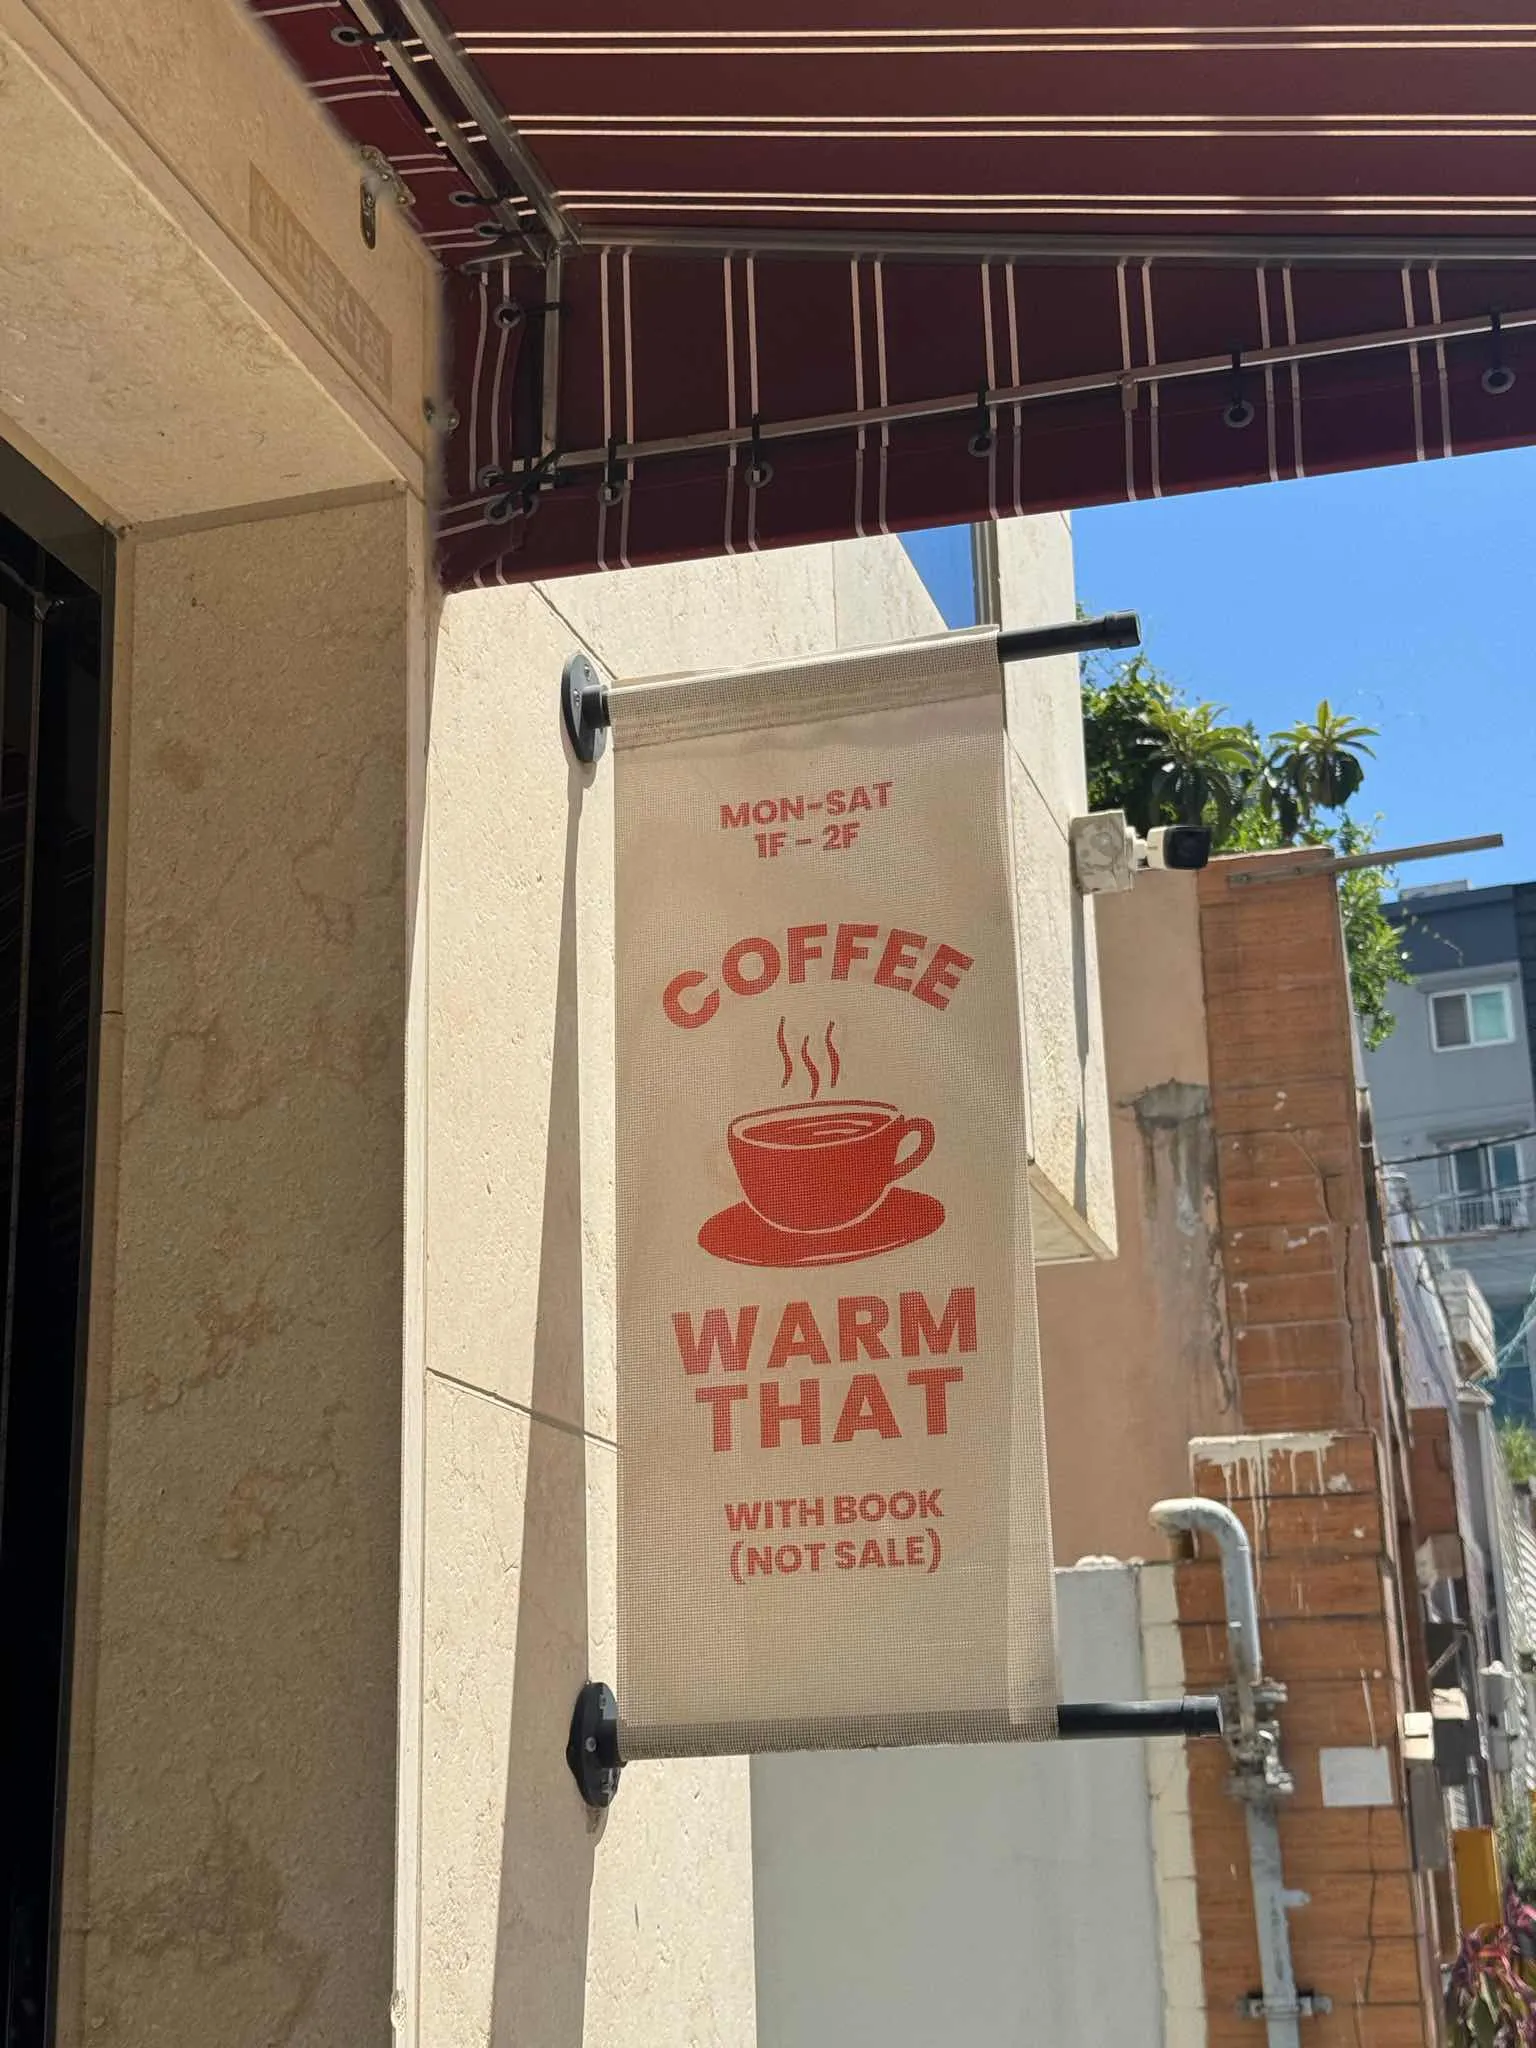 MON-SAT
1F - 2F
COFFEE
WARM
THAT
WITH BOOK
(NOT SALE)